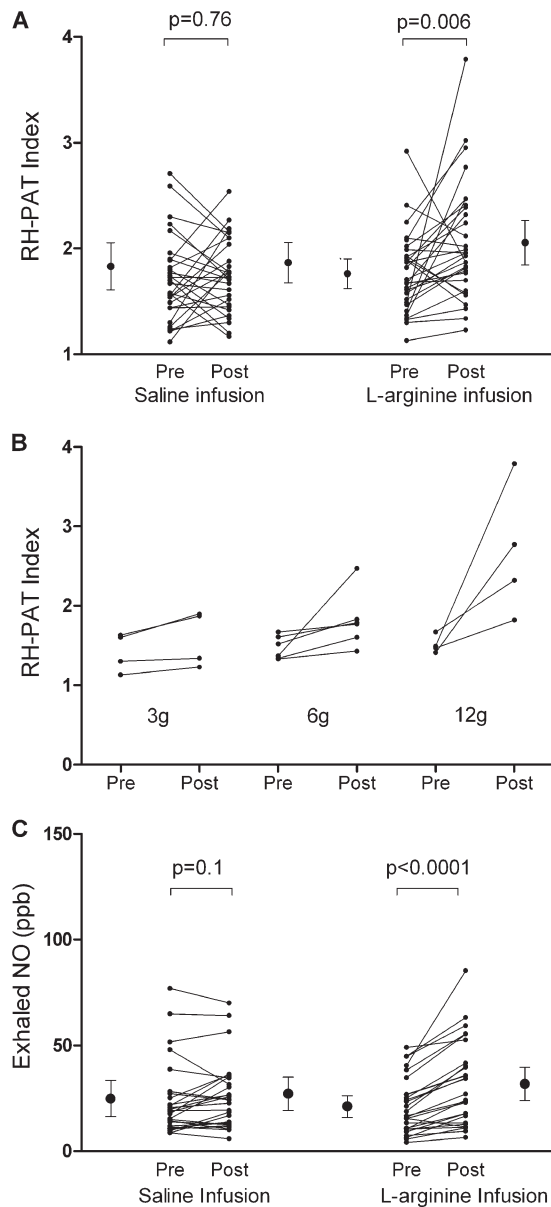 A
p=0.76 p=0.006
4
3
2
1
RH-PAT Index
Pre Post Pre Post
Saline infusion L-arginine infusion
B
4
3
2
1
0
RH-PAT Index
3g 6g 12g
Pre Post Pre Post Pre Post
C
150
100
50
0
Exhaled NO (ppb)
p=0.1 p<0.0001
Pre Post Pre Post
Saline Infusion L-arginine Infusion